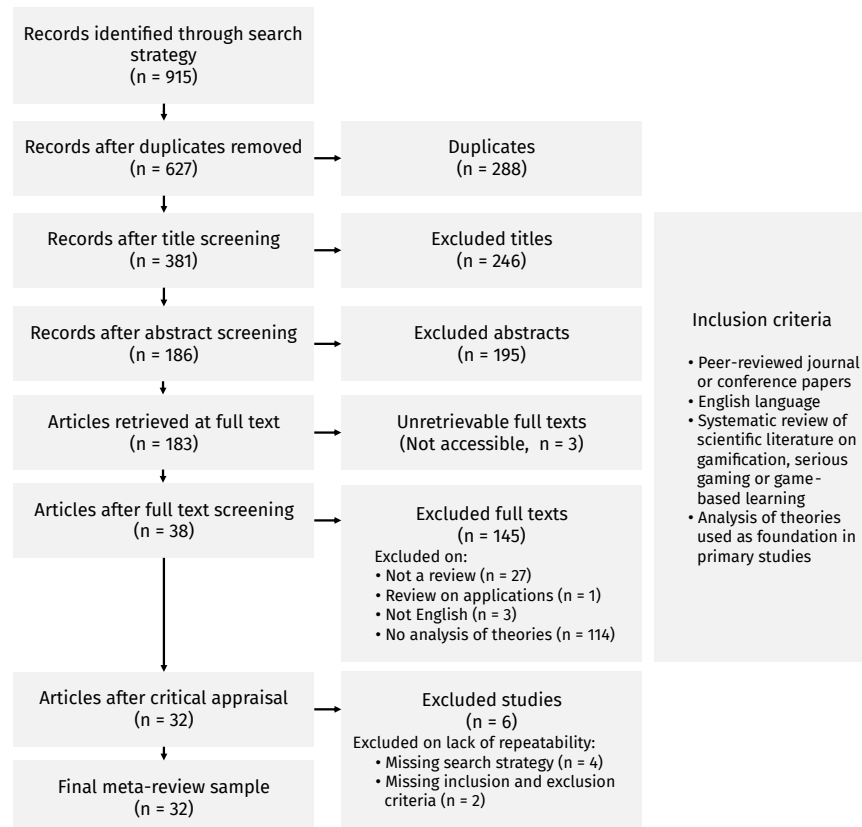 Records identified through search
strategy
(n = 915)
Records after duplicates removed
(n = 627)
Duplicates
(n = 288)
Records after title screening
(n = 381)
Excluded titles
(n = 246)
Records after abstract screening
(n = 186)
Excluded abstracts
(n = 195)
Articles retrieved at full text
(n = 183)
Unretrievable full texts
(Not accessible, n = 3)
Articles after full text screening
(n = 38)
Excluded full texts
(n = 145)
Excluded on:
• Not a review (n = 27)
• Review on applications (n = 1)
• Not English (n = 3)
• No analysis of theories (n = 114)
Inclusion criteria
• Peer-reviewed journal
or conference papers
• English language
• Systematic review of
scientific literature on
gamification, serious
gaming or game-
based learning
• Analysis of theories
used as foundation in
primary studies
Articles after critical appraisal
(n = 32)
Excluded studies
(n = 6)
Excluded on lack of repeatability:
• Missing search strategy (n = 4)
• Missing inclusion and exclusion
criteria (n = 2)
Final meta-review sample
(n = 32)